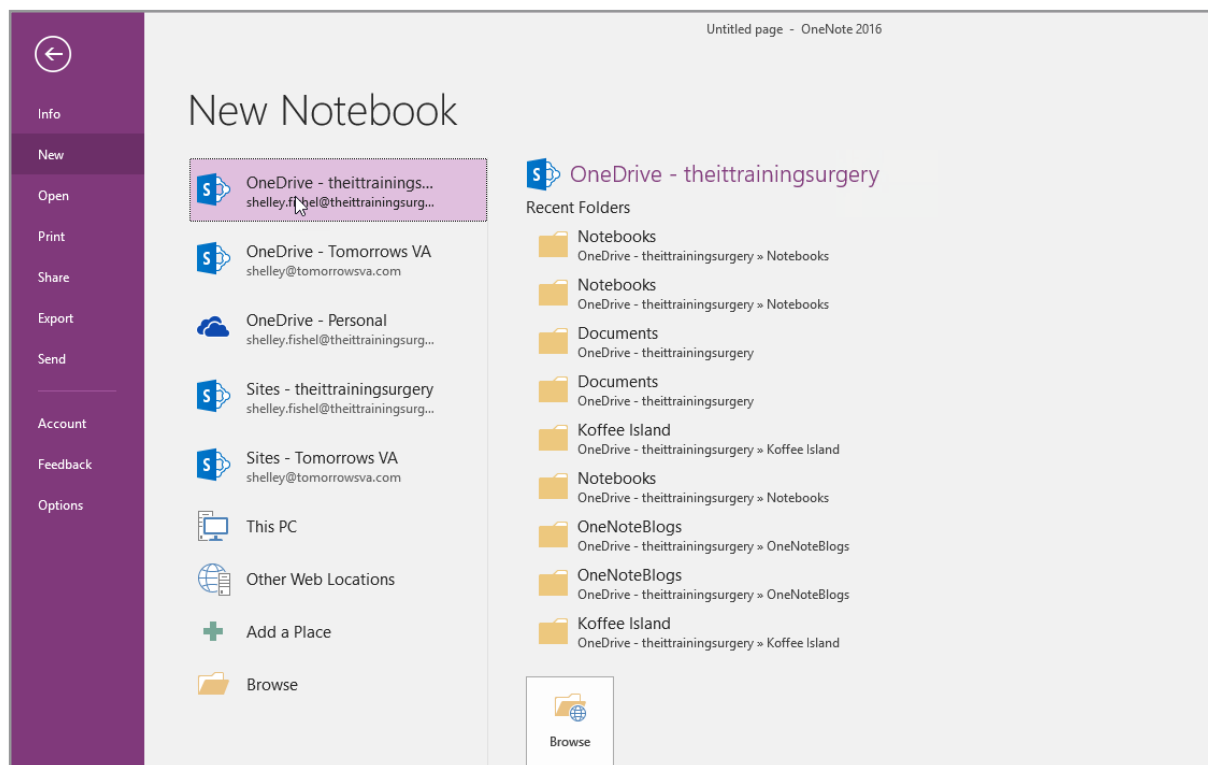 Untitled page - OneNote 2016
Info
New
Open
Print
Share
Export
Send
Account
Feedback
Options
New Notebook
OneDrive - theittrainings...
shelley.fishel@theittrainingsurg...
OneDrive - Tomorrows VA
shelley@tomorrowsva.com
OneDrive - Personal
shelley.fishel@theittrainingsurg...
Sites - theittrainingsurgery
shelley.fishel@theittrainingsurg...
Sites - Tomorrows VA
shelley@tomorrowsva.com
This PC
Other Web Locations
Add a Place
Browse
OneDrive - theittrainingsurgery
Recent Folders
Notebooks
OneDrive - theittrainingsurgery » Notebooks
Notebooks
OneDrive - theittrainingsurgery » Notebooks
Documents
OneDrive - theittrainingsurgery
Documents
OneDrive - theittrainingsurgery
Koffee Island
OneDrive - theittrainingsurgery » Koffee Island
Notebooks
OneDrive - theittrainingsurgery » Notebooks
OneNoteBlogs
OneDrive - theittrainingsurgery » OneNoteBlogs
OneNoteBlogs
OneDrive - theittrainingsurgery » OneNoteBlogs
Koffee Island
OneDrive - theittrainingsurgery » Koffee Island
Browse